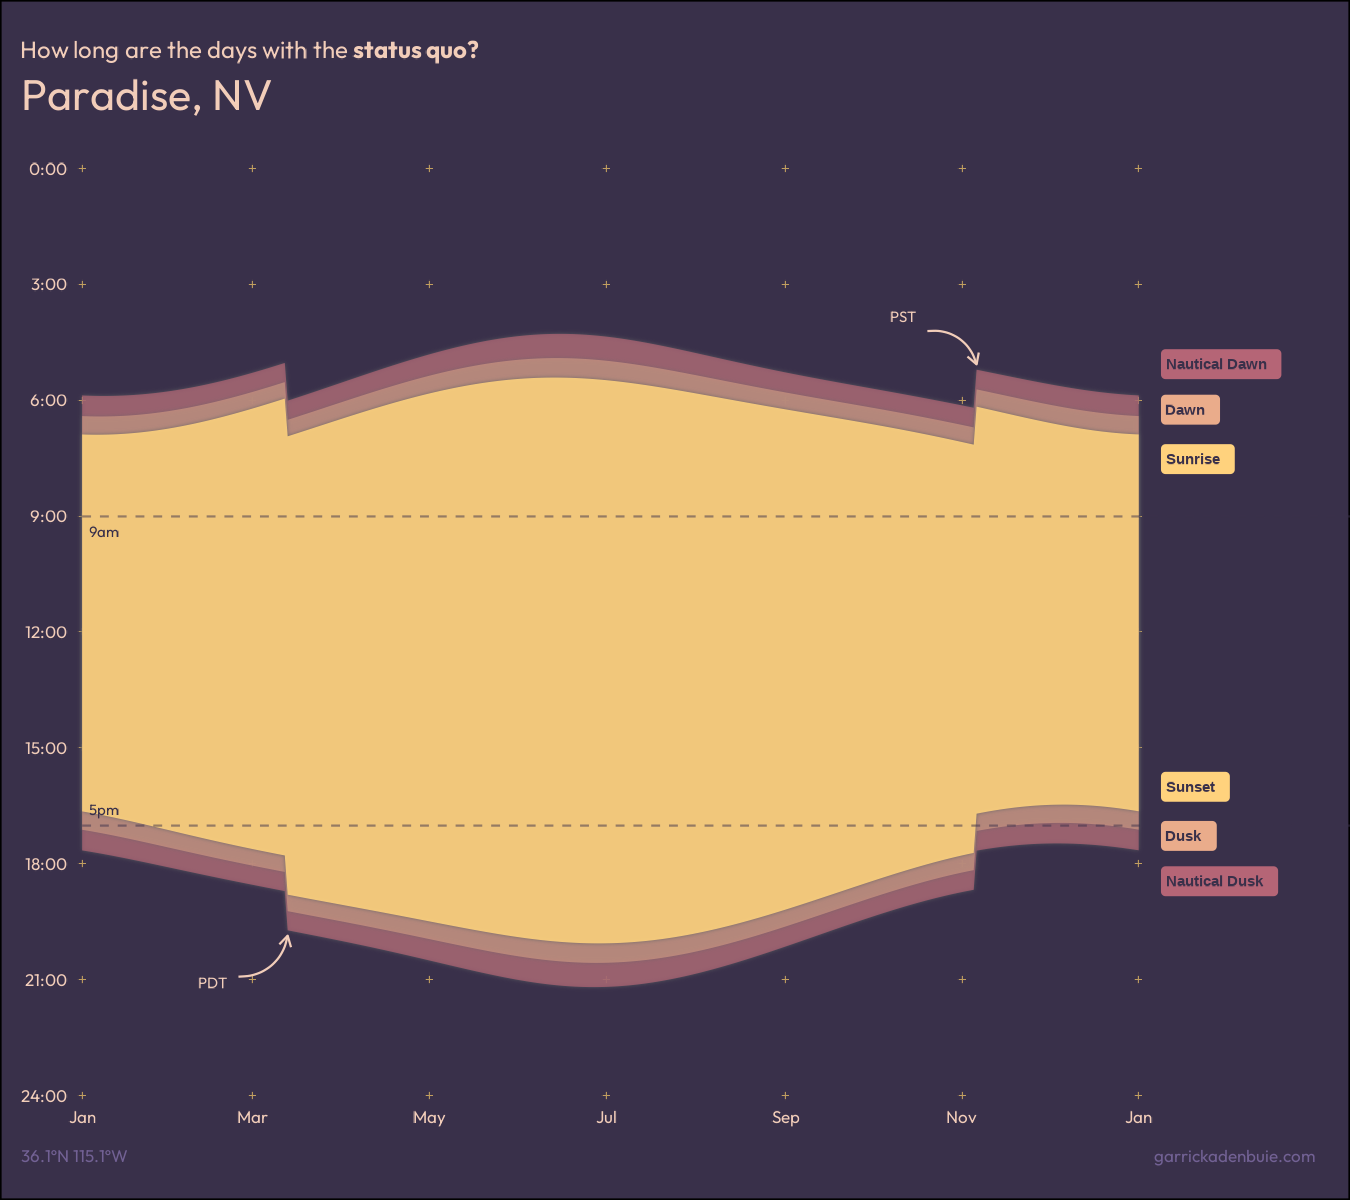 How long are the days with the status quo?
Paradise, NV
0:00
3:00
PST
Nautical Dawn
6:00
Dawn
Sunrise
9:00
9am
12:00
15:00
Sunset
5pm
Dusk
18:00
Nautical Dusk
21:00
PDT
24:00
Jan Mar May Jul Sep Nov Jan
36.1°N 115.1°W
garrickadenbuie.com